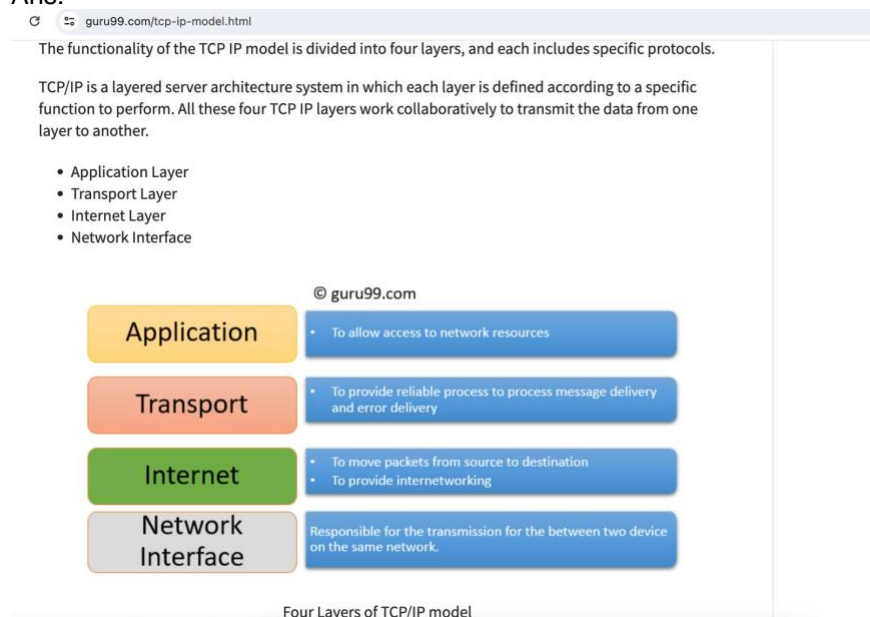 Ans:
guru99.com/tcp-ip-model.html
The functionality of the TCP IP model is divided into four layers, and each includes specific protocols.
TCP/IP is a layered server architecture system in which each layer is defined according to a specific
function to perform. All these four TCP IP layers work collaboratively to transmit the data from one
layer to another.
• Application Layer
• Transport Layer
• Internet Layer
• Network Interface
© guru99.com
Application
• To allow access to network resources
Transport
• To provide reliable process to process message delivery
and error delivery
Internet
• To move packets from source to destination
• To provide internetworking
Network
Interface
Responsible for the transmission for the between two device
on the same network.
Four Layers of TCP/IP model